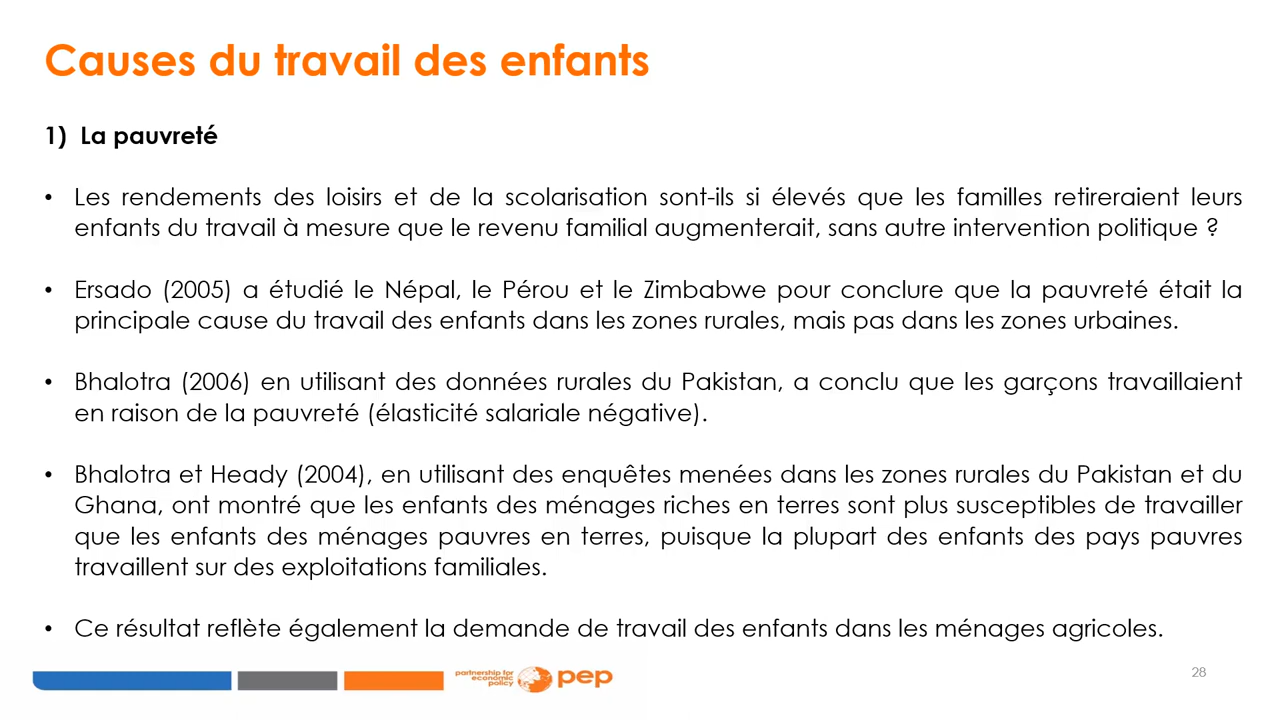 Causes du travail des enfants
1) La pauvreté
• Les rendements des loisirs et de la scolarisation sont-ils si élevés que les familles retireraient leurs
enfants du travail à mesure que le revenu familial augmenterait, sans autre intervention politique ?
• Ersado (2005) a étudié le Népal, le Pérou et le Zimbabwe pour conclure que la pauvreté était la
principale cause du travail des enfants dans les zones rurales, mais pas dans les zones urbaines.
• Bhalotra (2006) en utilisant des données rurales du Pakistan, a conclu que les garçons travaillaient
en raison de la pauvreté (élasticité salariale négative).
• Bhalotra et Heady (2004), en utilisant des enquêtes menées dans les zones rurales du Pakistan et du
Ghana, ont montré que les enfants des ménages riches en terres sont plus susceptibles de travailler
que les enfants des ménages pauvres en terres, puisque la plupart des enfants des pays pauvres
travaillent sur des exploitations familiales.
• Ce résultat reflète également la demande de travail des enfants dans les ménages agricoles.
partnership for
economic
policy
pep
28